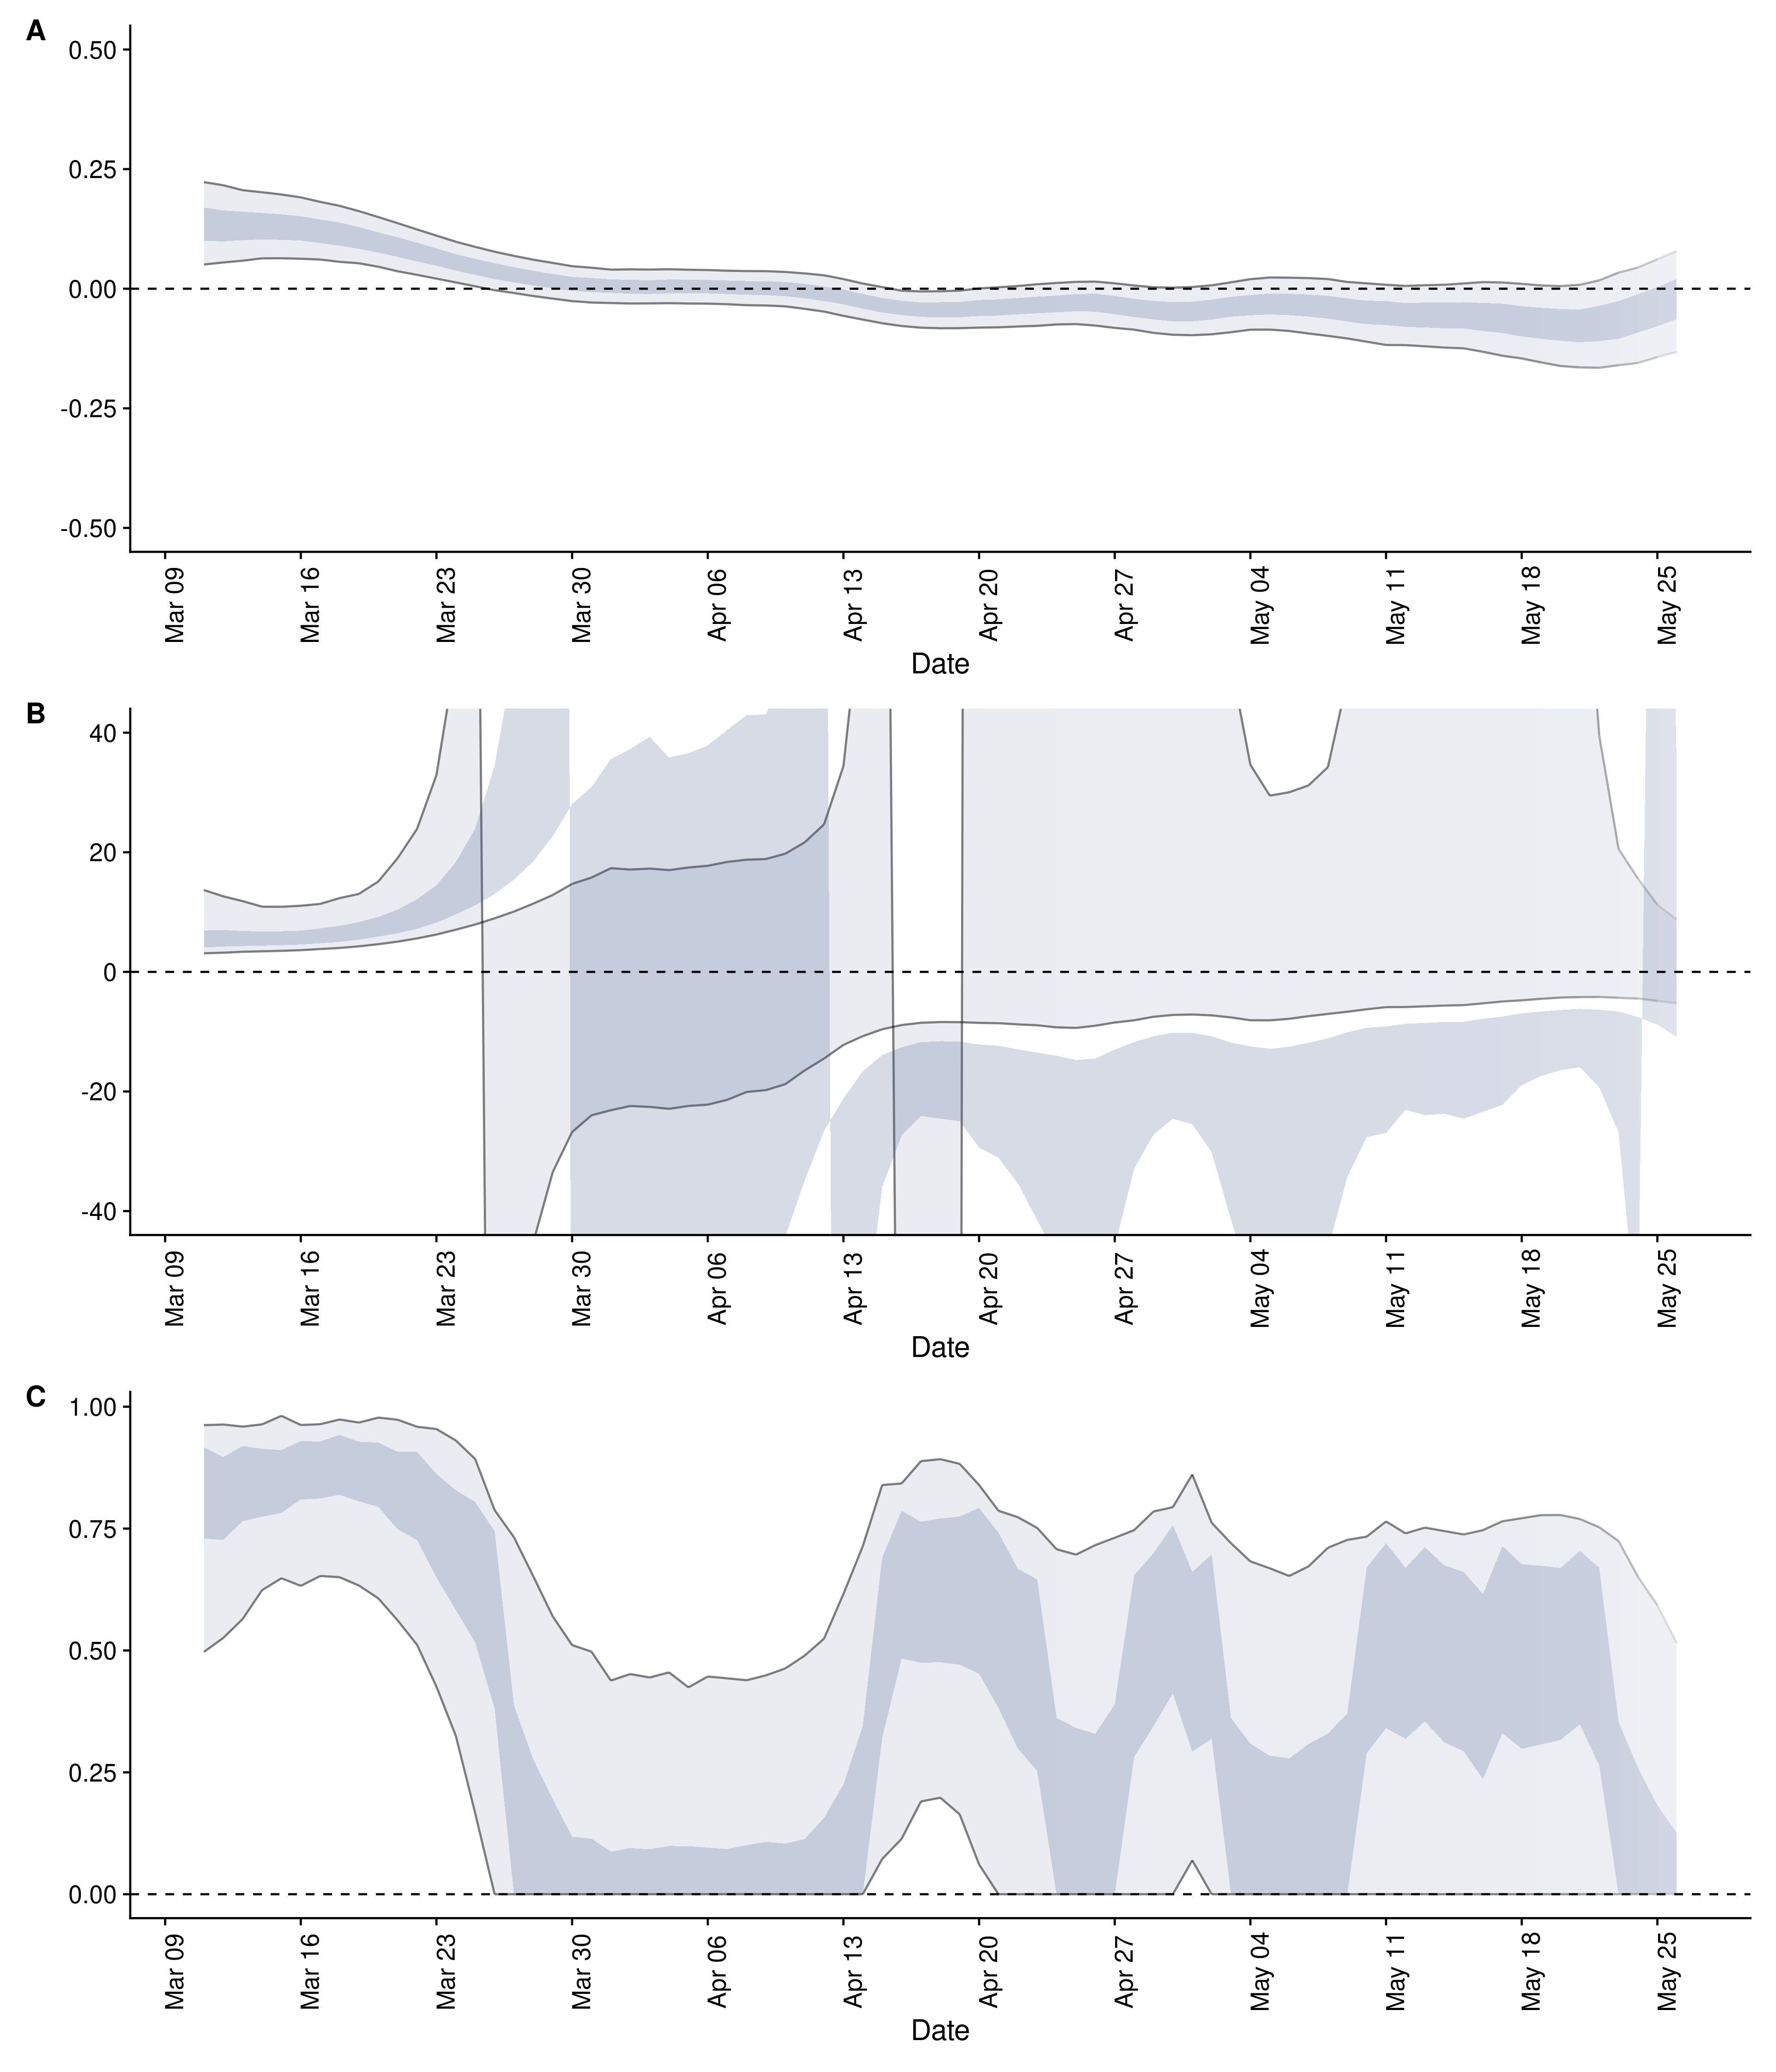 A
0.50
0.25
0.00
-0.25
-0.50
Mar 09
Mar 16
Mar 23
Mar 30
Apr 06
Apr 13
Apr 20
Apr 27
May 04
May 11
May 18
May 25
Date
B
40
20
0
-20
-40
Mar 09
Mar 16
Mar 23
Mar 30
Apr 06
Apr 13
Apr 20
Apr 27
May 04
May 11
May 18
May 25
Date
C
1.00
0.75
0.50
0.25
0.00
Mar 09
Mar 16
Mar 23
Mar 30
Apr 06
Apr 13
Apr 20
Apr 27
May 04
May 11
May 18
May 25
Date